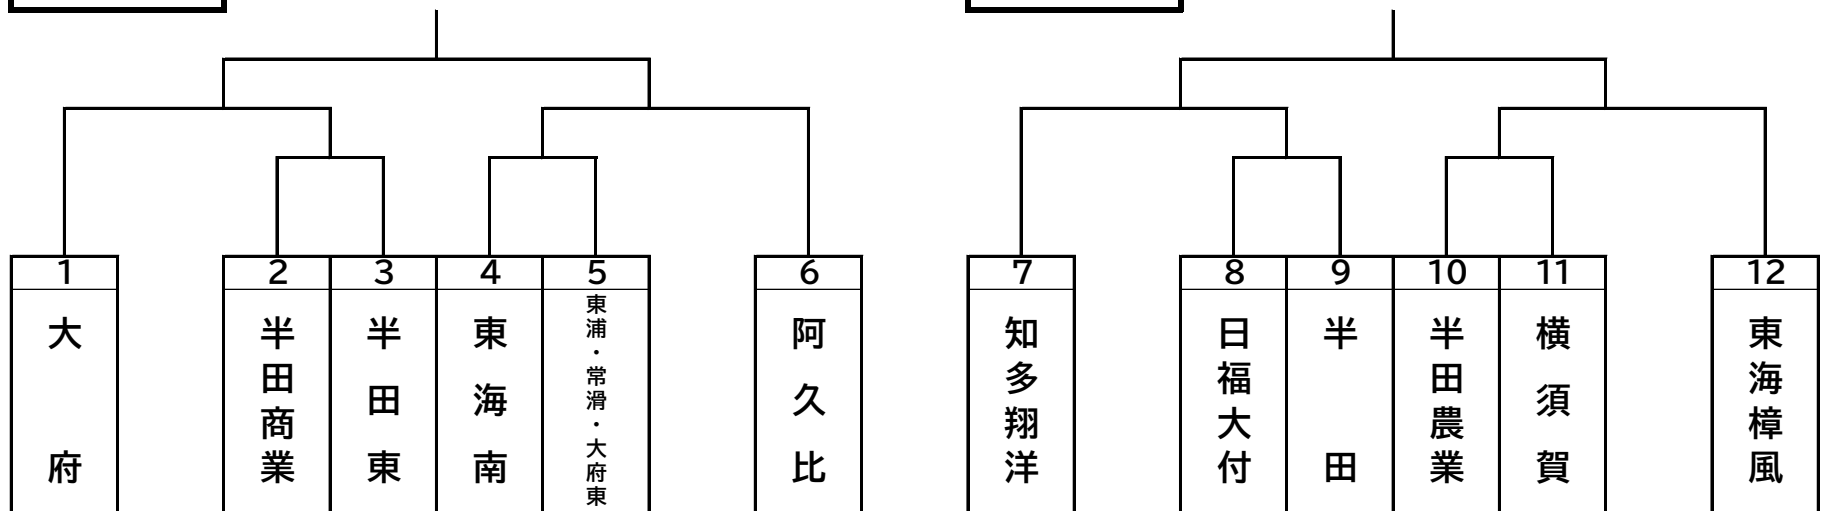 1
大府
2
半田商業
3
半田東
4
東海南
5
東浦・常滑・大府東
6
阿久比
7
知多翔洋
8
日福大付
9
半田
10
半田農業
11
横須賀
12
東海樟風